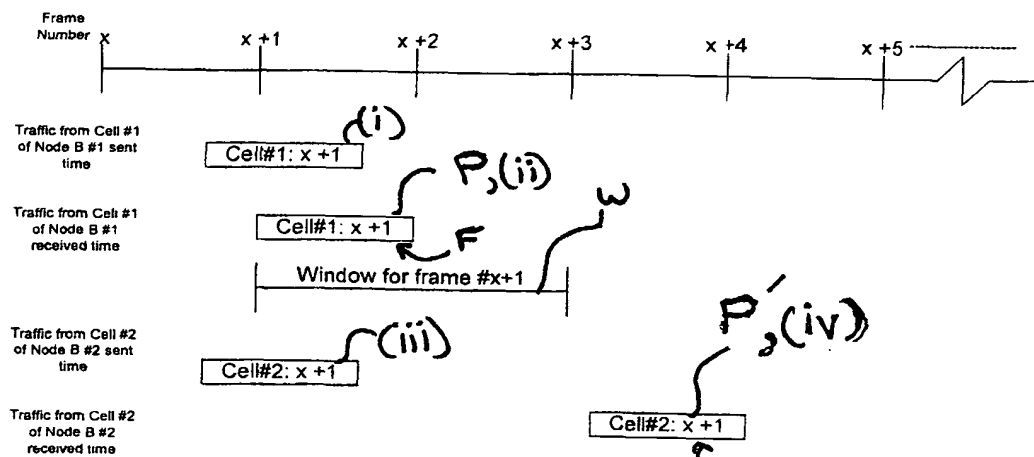 Frame
Number
x
x +1
x +2
x +3
x +4
x +5
Traffic from Cell #1
of Node B #1 sent
time
(i)
Cell#1: x +1
P,(ii)
Traffic from Cell #1
of Node B #1
received time
Cell#1: x +1
F
W
Window for frame #x+1
Traffic from Cell #2
of Node B #2 sent
time
(iii)
Cell#2: x +1
P′,(iv)
Traffic from Cell #2
of Node B #2
received time
Cell#2: x +1